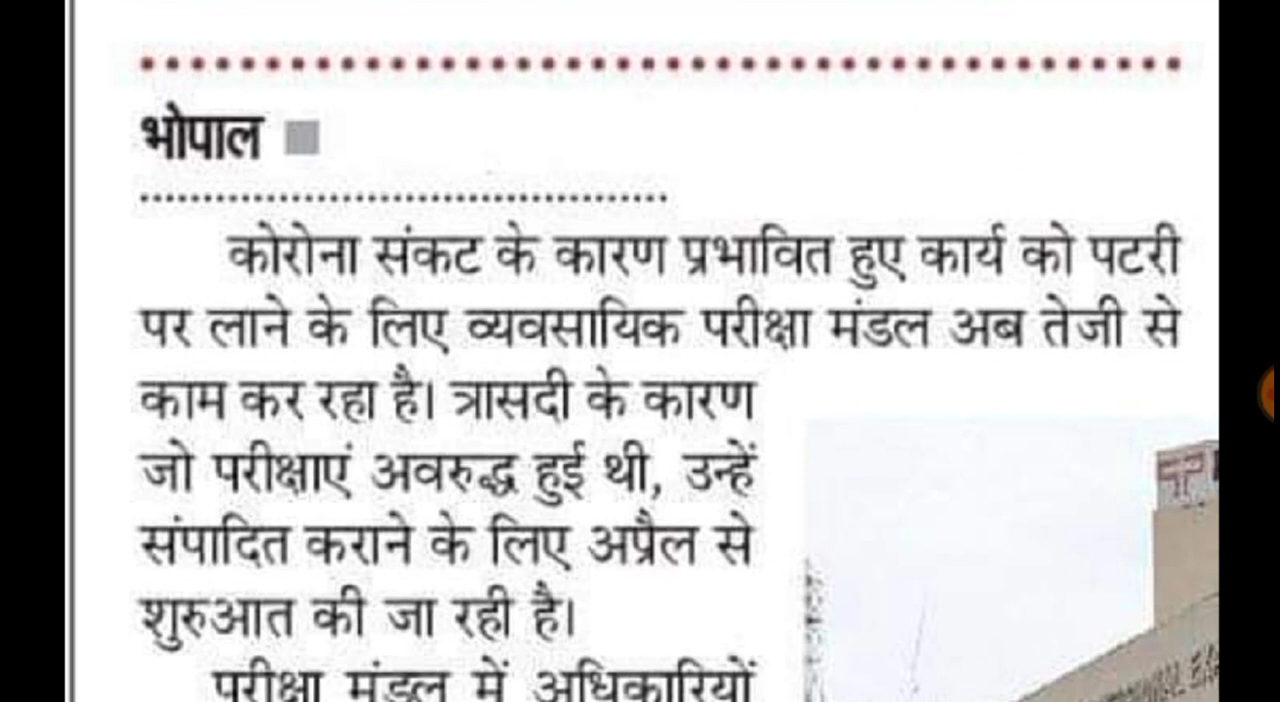 भोपाल
कोरोना संकट के कारण प्रभावित हुए कार्य को पटरी
पर लाने के लिए व्यवसायिक परीक्षा मंडल अब तेजी से
काम कर रहा है। त्रासदी के कारण
जो परीक्षाएं अवरुद्ध हुई थी, उन्हें
संपादित कराने के लिए अप्रैल से
शुरुआत की जा रही है।
परीक्षा मंडल में अधिकारियों